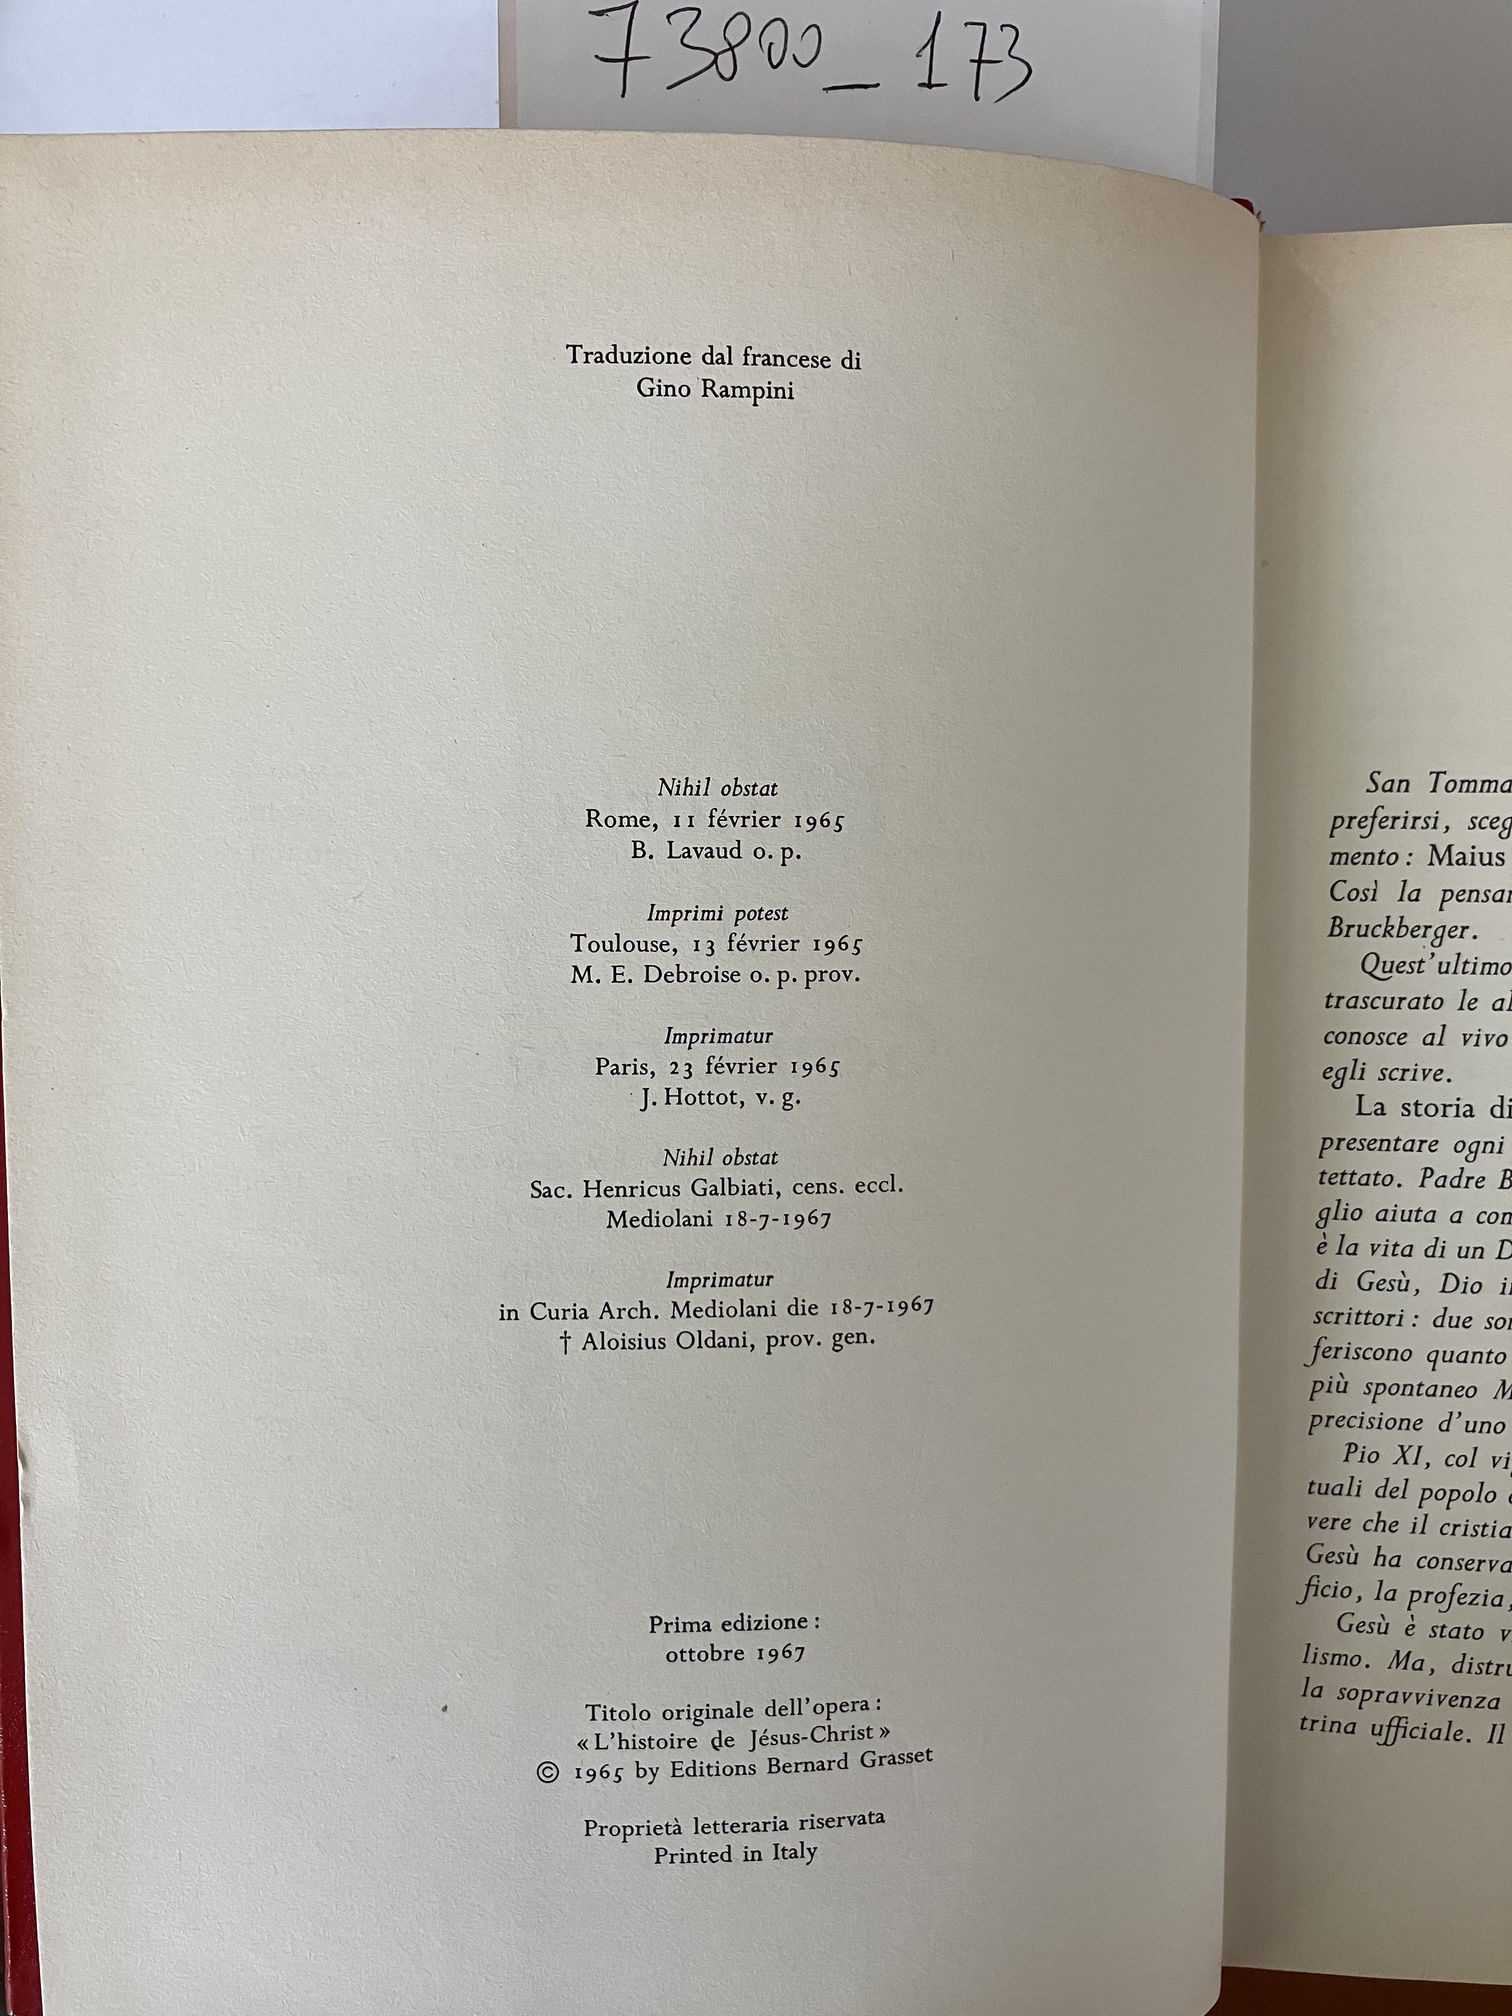 73800_173
Traduzione dal francese di
Gino Rampini
Nihil obstat
Rome, 11 février 1965
B. Lavaud o. p.
Imprimi potest
Toulouse, 13 février 1965
M. E. Debroise o. p. prov.
Imprimatur
Paris, 23 février 1965
J. Hottot, v. g.
Nihil obstat
Sac. Henricus Galbiati, cens. eccl.
Mediolani 18-7-1967
Imprimatur
in Curia Arch. Mediolani die 18-7-1967
† Aloisius Oldani, prov. gen.
Prima edizione:
ottobre 1967
Titolo originale dell'opera:
«L'histoire de Jésus-Christ»
© 1965 by Editions Bernard Grasset
Proprietà letteraria riservata
Printed in Italy
San Tomma
preferirsi, sceg
mento: Maius
Così la pensar
Bruckberger.
Quest'ultimo
trascurato le al
conosce al vivo
egli scrive.
La storia di
presentare ogni
tettato. Padre B
glio aiuta a con
è la vita di un D
di Gesù, Dio i
scrittori: due so
feriscono quanto
più spontaneo M
precisione d'uno
Pio XI, col vi
tuali del popolo
vere che il cristia
Gesù ha conserva
ficio, la profezia,
Gesù è stato v
lismo. Ma, distru
la sopravvivenza
trina ufficiale. Il